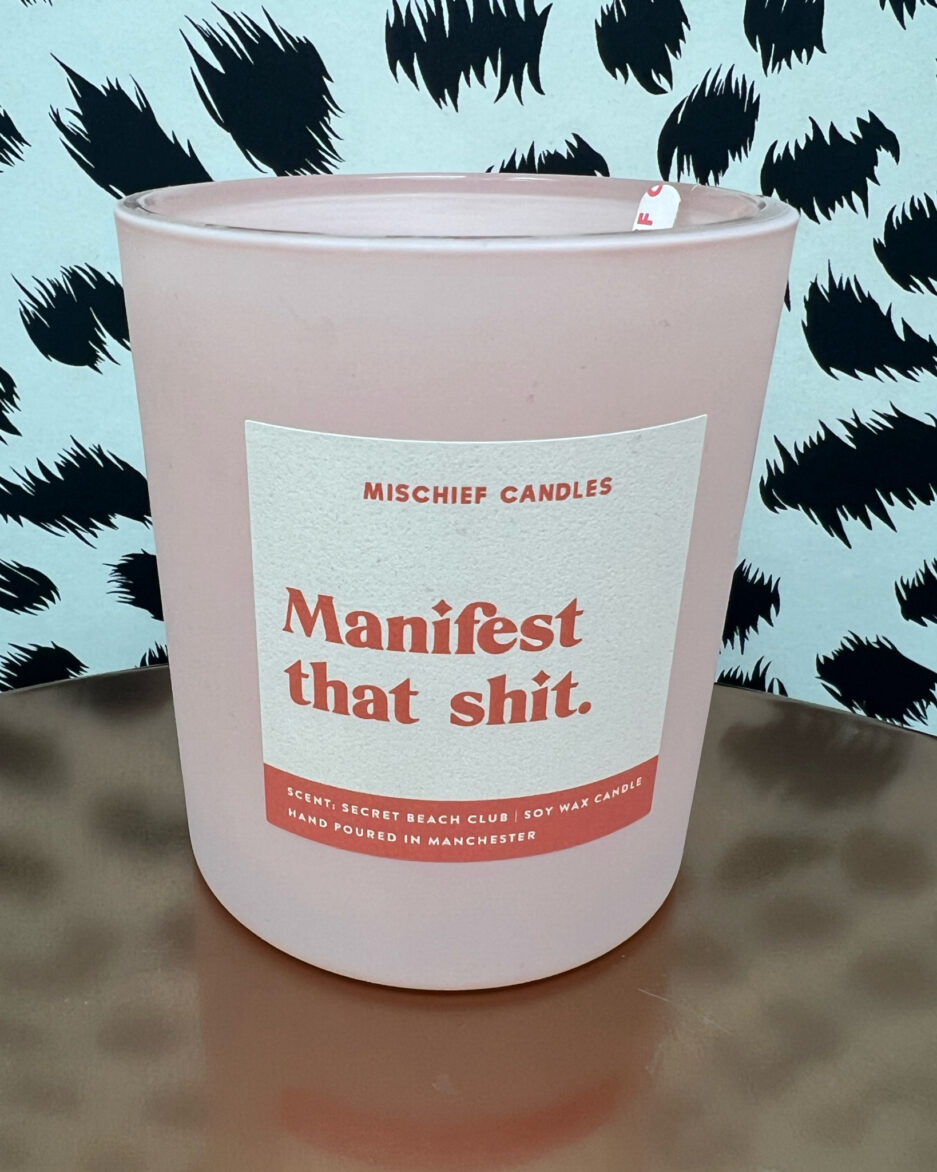 MISCHIEF CANDLES
Manifest
that shit.
SCENT: SECRET BEACH CLUB | SOY WAX CANDLE
HAND POURED IN MANCHESTER